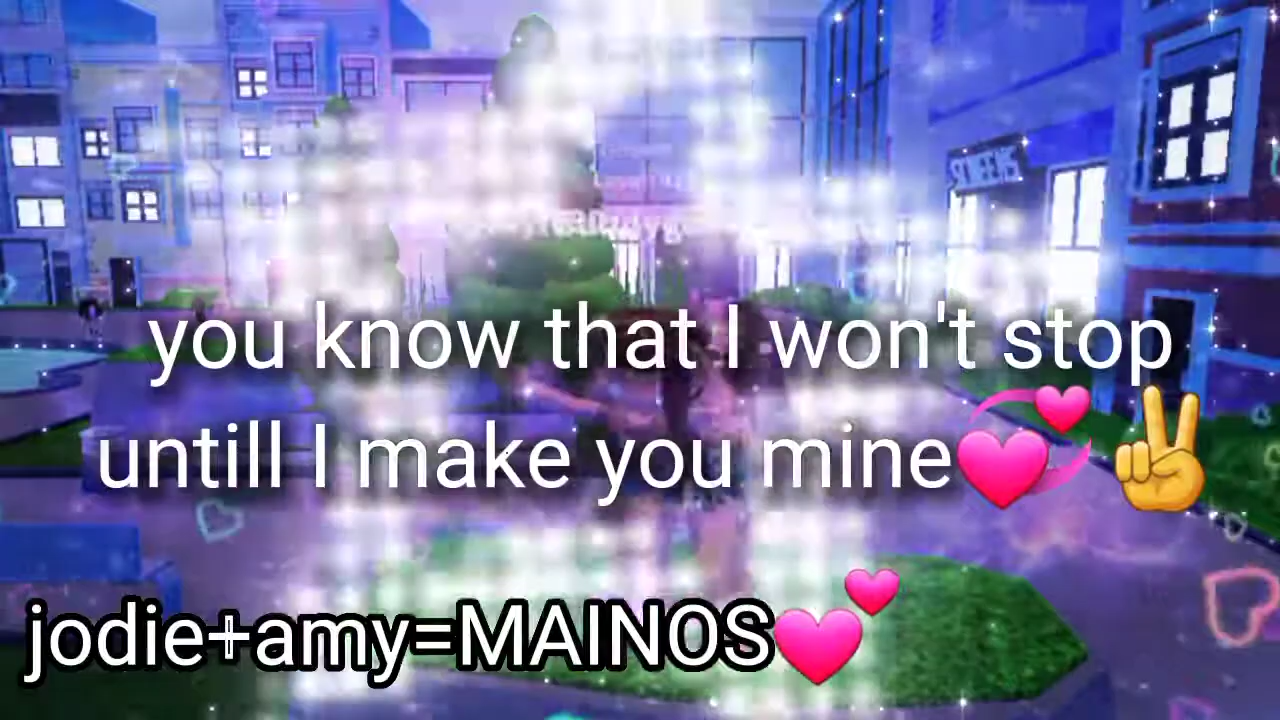 you know that I won't stop
untill I make you mine💞✌
jodie+amy=MAINOS💕